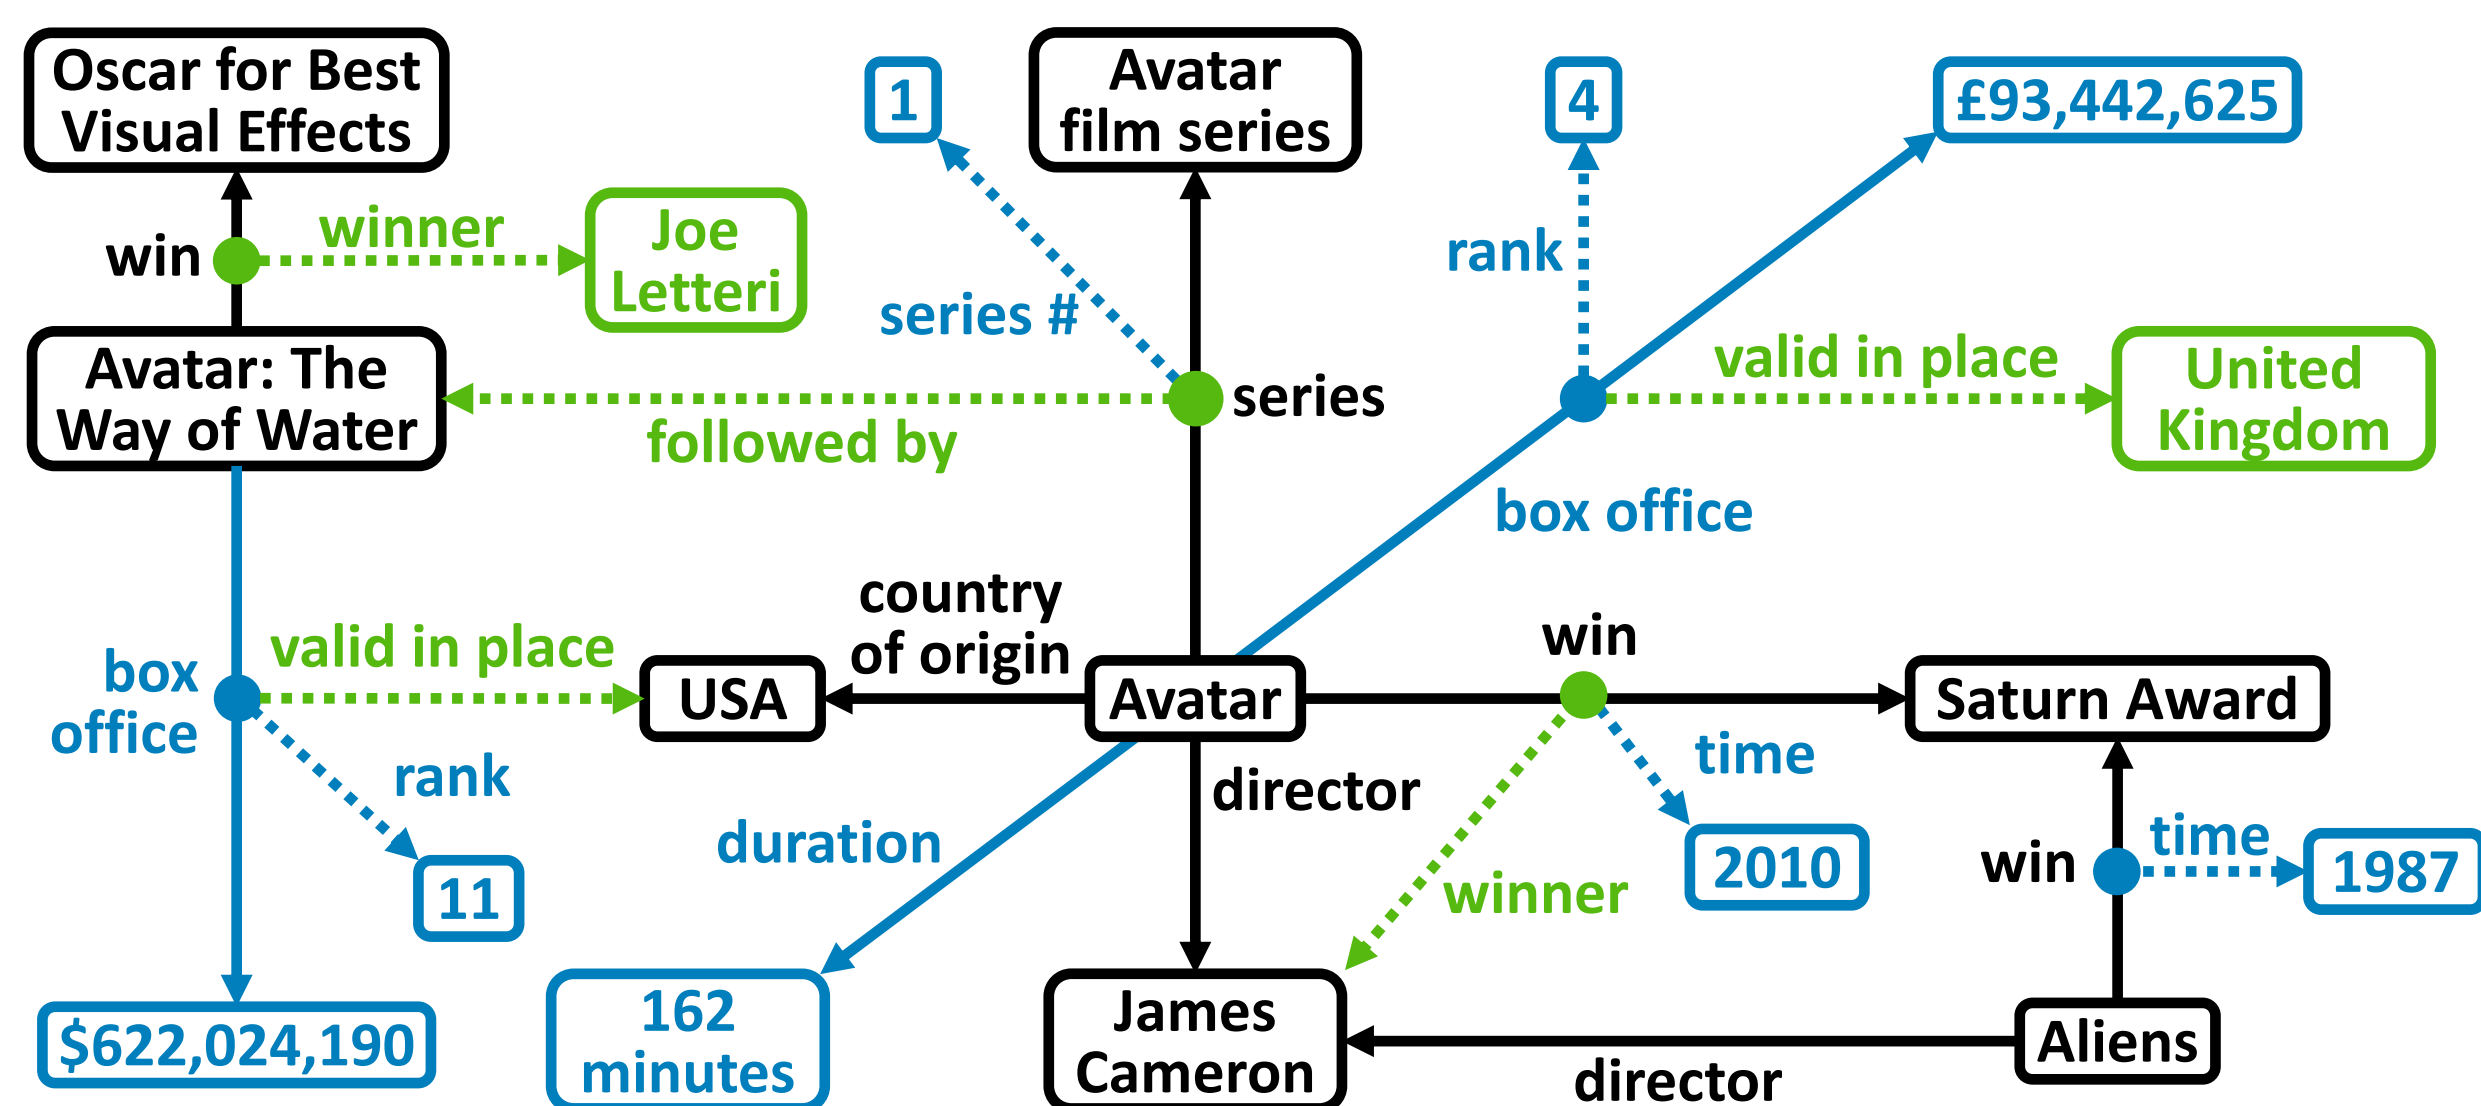 Oscar for Best
Visual Effects
1
Avatar
film series
4
£93,442,625
win
winner
Joe
Letteri
series #
rank
valid in place
United
Kingdom
Avatar: The
Way of Water
followed by
series
box office
country
of origin
win
box
office
valid in place
USA
Avatar
Saturn Award
rank
duration
director
time
winner
2010
win
time
1987
11
$622,024,190
162
minutes
James
Cameron
director
Aliens